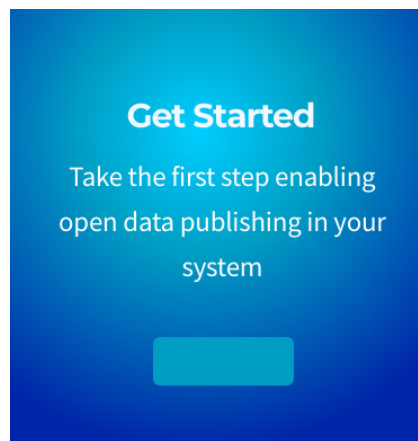 Get Started
Take the first step enabling
open data publishing in your
system